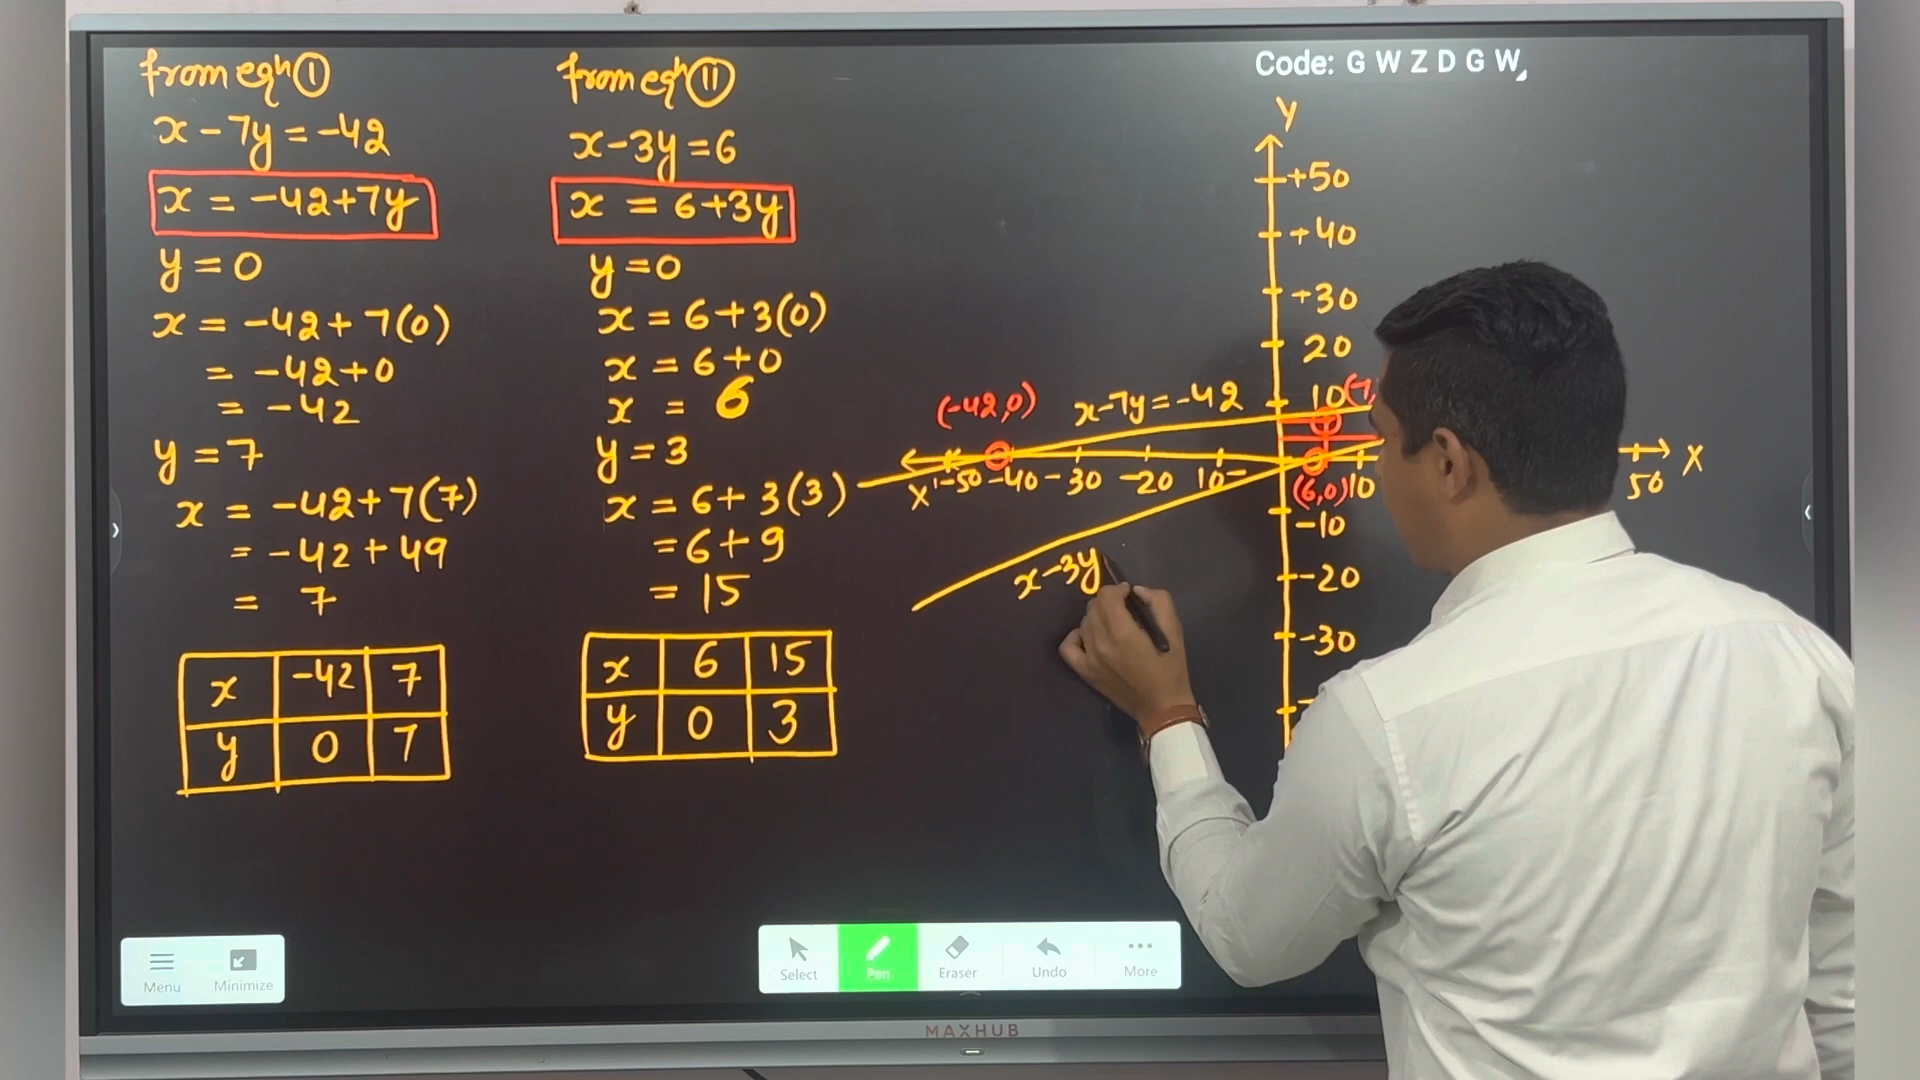 from eqn I
x - 7y = -42
x = -42+7y
y = 0
x = -42+7(0)
= -42+0
= -42
y = 7
x = -42+7(7)
= -42+49
= 7
x -42 7
y 0 7
from eqn II
x-3y=6
x = 6+3y
y=0
x = 6+3(0)
x = 6+0
x = 6
y = 3
x = 6+3(3)
=6+9
= 15
x 6 15
y 0 3
Code: G W Z D G W
Y
+50
+40
+30
20
10
(-42,0) x-7y=-42 (7,
X' -50 -40 -30 -20 10- (6,0) 10 50 X
-10
x-3y
-20
-30
Menu Minimize
Select Pen Eraser Undo More
MAXHUB